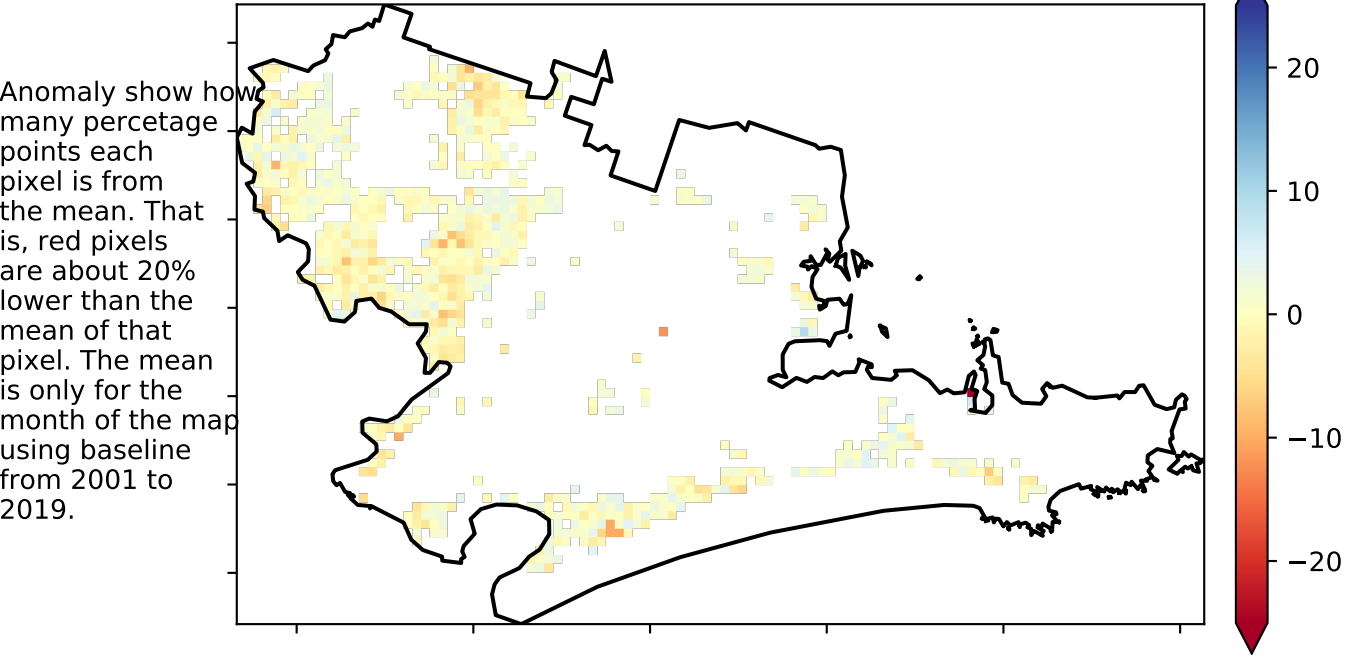 Anomaly show how
many percetage
points each
pixel is from
the mean. That
is, red pixels
are about 20%
lower than the
mean of that
pixel. The mean
is only for the
month of the map
using baseline
from 2001 to
2019.
20
10
0
−10
−20